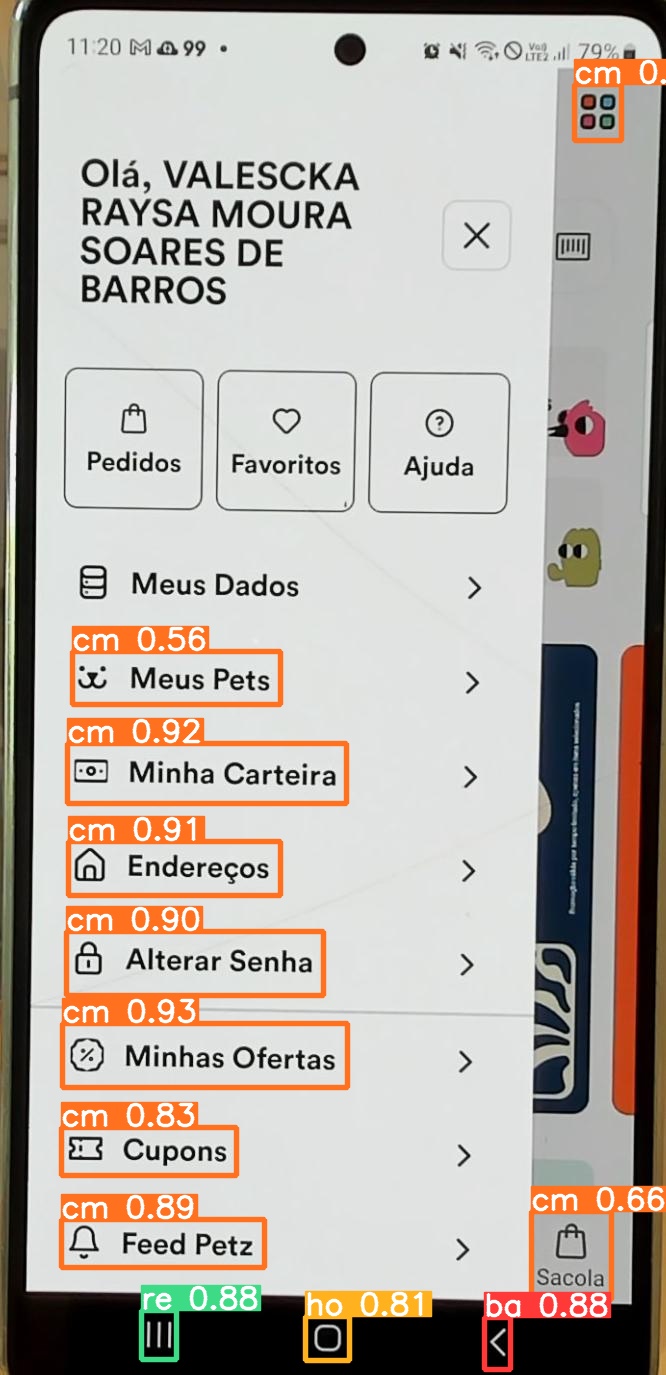 11:20 99
Voi) LTE2 79%
cm 0.
Olá, VALESCKA
RAYSA MOURA
SOARES DE
BARROS
Pedidos Favoritos Ajuda
Meus Dados
cm 0.56
Meus Pets
cm 0.92
Minha Carteira
cm 0.91
Endereços
cm 0.90
Alterar Senha
cm 0.93
Minhas Ofertas
cm 0.83
Cupons
cm 0.89
Feed Petz
cm 0.66
Sacola
re 0.88 ho 0.81 ba 0.88